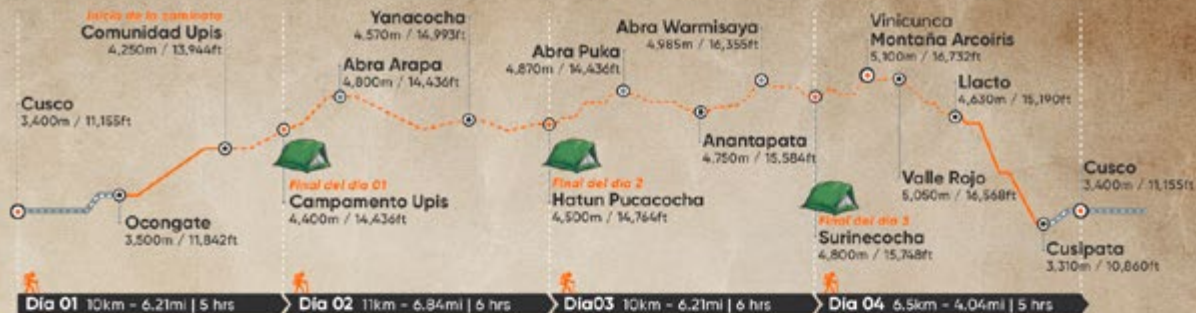 Inicio de la caminata
Comunidad Upis
4,250m / 13,944ft
Cusco
3,400m / 11,155ft
Ocongate
3,500m / 11,842ft
Abra Arapa
4,800m / 14,436ft
Final del día 01
Campamento Upis
4,400m / 14,436ft
Yanacocha
4.570m / 14,993ft
Abra Puka
4,870m / 14,436ft
Final del día 2
Hatun Pucacocha
4,500m / 14,764ft
Abra Warmisaya
4,985m / 16,355ft
Anantapata
4.750m / 15,584ft
Final del día 3
Surinecocha
4,800m / 15,748ft
Vinicunca
Montaña Arcoiris
5,100m / 16,732ft
Valle Rojo
5,050m / 16,568ft
Llacto
4,630m / 15,190ft
Cusipata
3,310m / 10,860ft
Cusco
3,400m / 11,155ft
Día 01 10km - 6.21mi | 5 hrs
Día 02 11km - 6.84mi | 6 hrs
Día03 10km - 6.21mi | 6 hrs
Día 04 6.5km - 4.04mi | 5 hrs